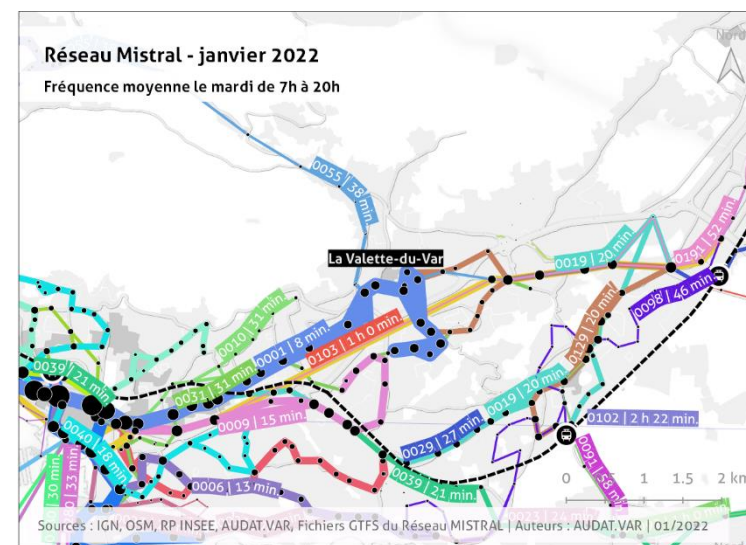 Réseau Mistral - janvier 2022
Nord
Fréquence moyenne le mardi de 7h à 20h
0055 | 38 min.
La Valette-du-Var
0019 | 20 min.
0191 | 52 min.
0098 | 46 min.
0010 | 31 min.
0001 | 8 min.
0103 | 1 h 0 min.
0129 | 20 min.
0039 | 21 min.
0031 | 31 min.
0019 | 20 min.
0009 | 15 min.
0102 | 2 h 22 min.
0040 | 18 min.
0029 | 27 min.
0039 | 21 min.
0091 | 58 min.
0006 | 13 min.
30 min.
33 min.
0 1 2 km
0023 | 24 min.
Sources : IGN, OSM, RP INSEE, AUDAT.VAR, Fichiers GTFS du Réseau MISTRAL | Auteurs : AUDAT.VAR | 01/2022